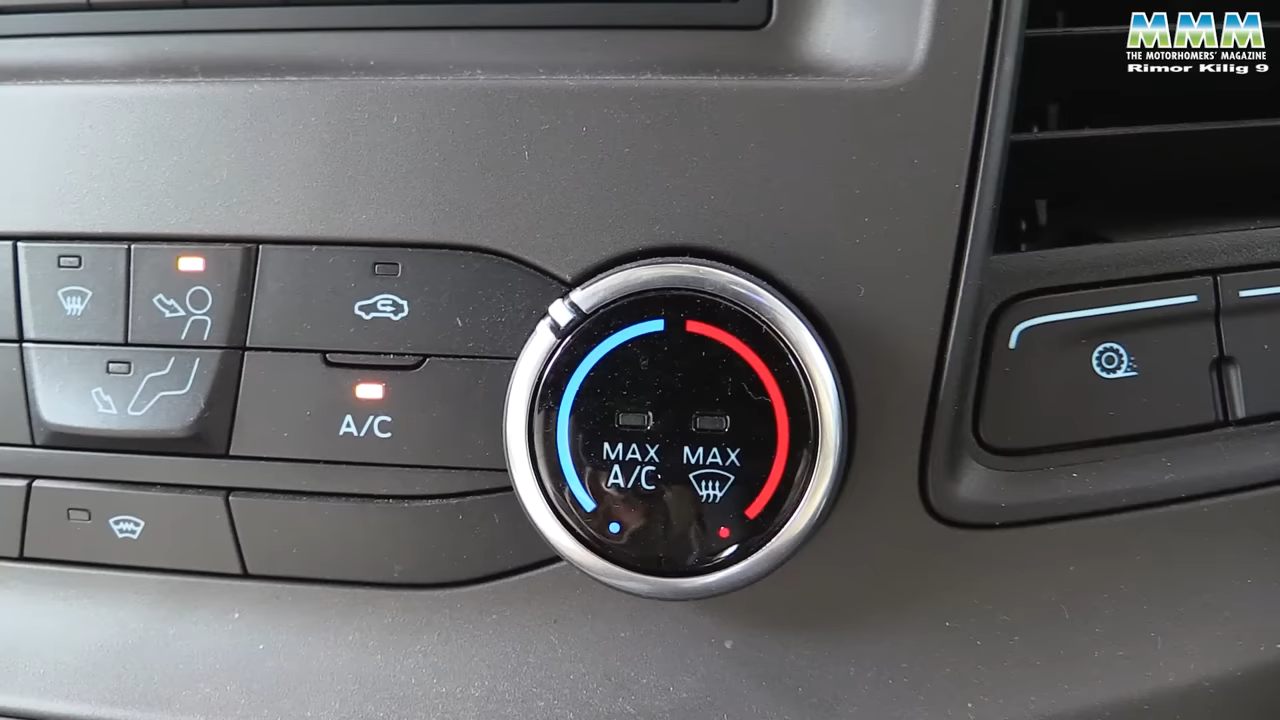 MMM
THE MOTORHOMERS' MAGAZINE
Rimor Kilig 9
A/C
MAX MAX
A/C